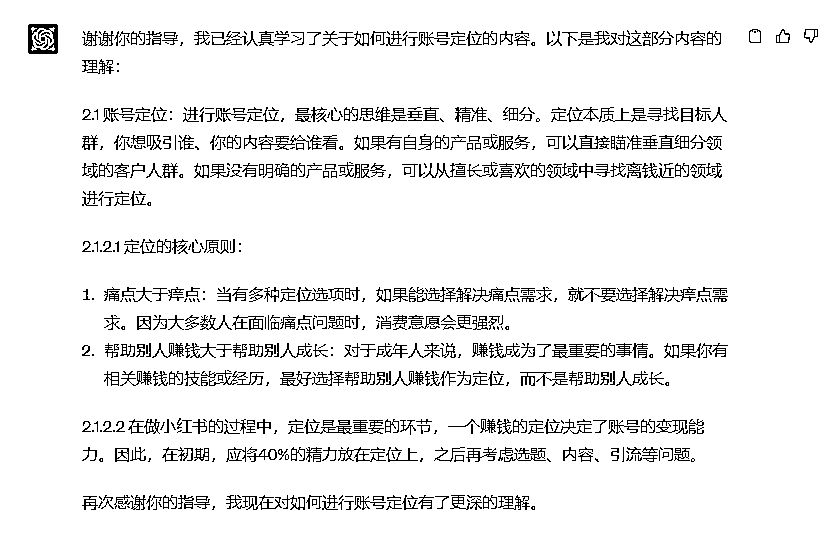 谢谢你的指导，我已经认真学习了关于如何进行账号定位的内容。以下是我对这部分内容的
理解：
2.1 账号定位：进行账号定位，最核心的思维是垂直、精准、细分。定位本质上是寻找目标人
群，你想吸引谁、你的内容要给谁看。如果有自身的产品或服务，可以直接瞄准垂直细分领
域的客户人群。如果没有明确的产品或服务，可以从擅长或喜欢的领域中寻找离钱近的领域
进行定位。
2.1.2.1 定位的核心原则：
1. 痛点大于痒点：当有多种定位选项时，如果能选择解决痛点需求，就不要选择解决痒点需
求。因为大多数人在面临痛点问题时，消费意愿会更强烈。
2. 帮助别人赚钱大于帮助别人成长：对于成年人来说，赚钱成为了最重要的事情。如果你有
相关赚钱的技能或经历，最好选择帮助别人赚钱作为定位，而不是帮助别人成长。
2.1.2.2 在做小红书的过程中，定位是最重要的环节，一个赚钱的定位决定了账号的变现能
力。因此，在初期，应将40%的精力放在定位上，之后再考虑选题、内容、引流等问题。
再次感谢你的指导，我现在对如何进行账号定位有了更深的理解。